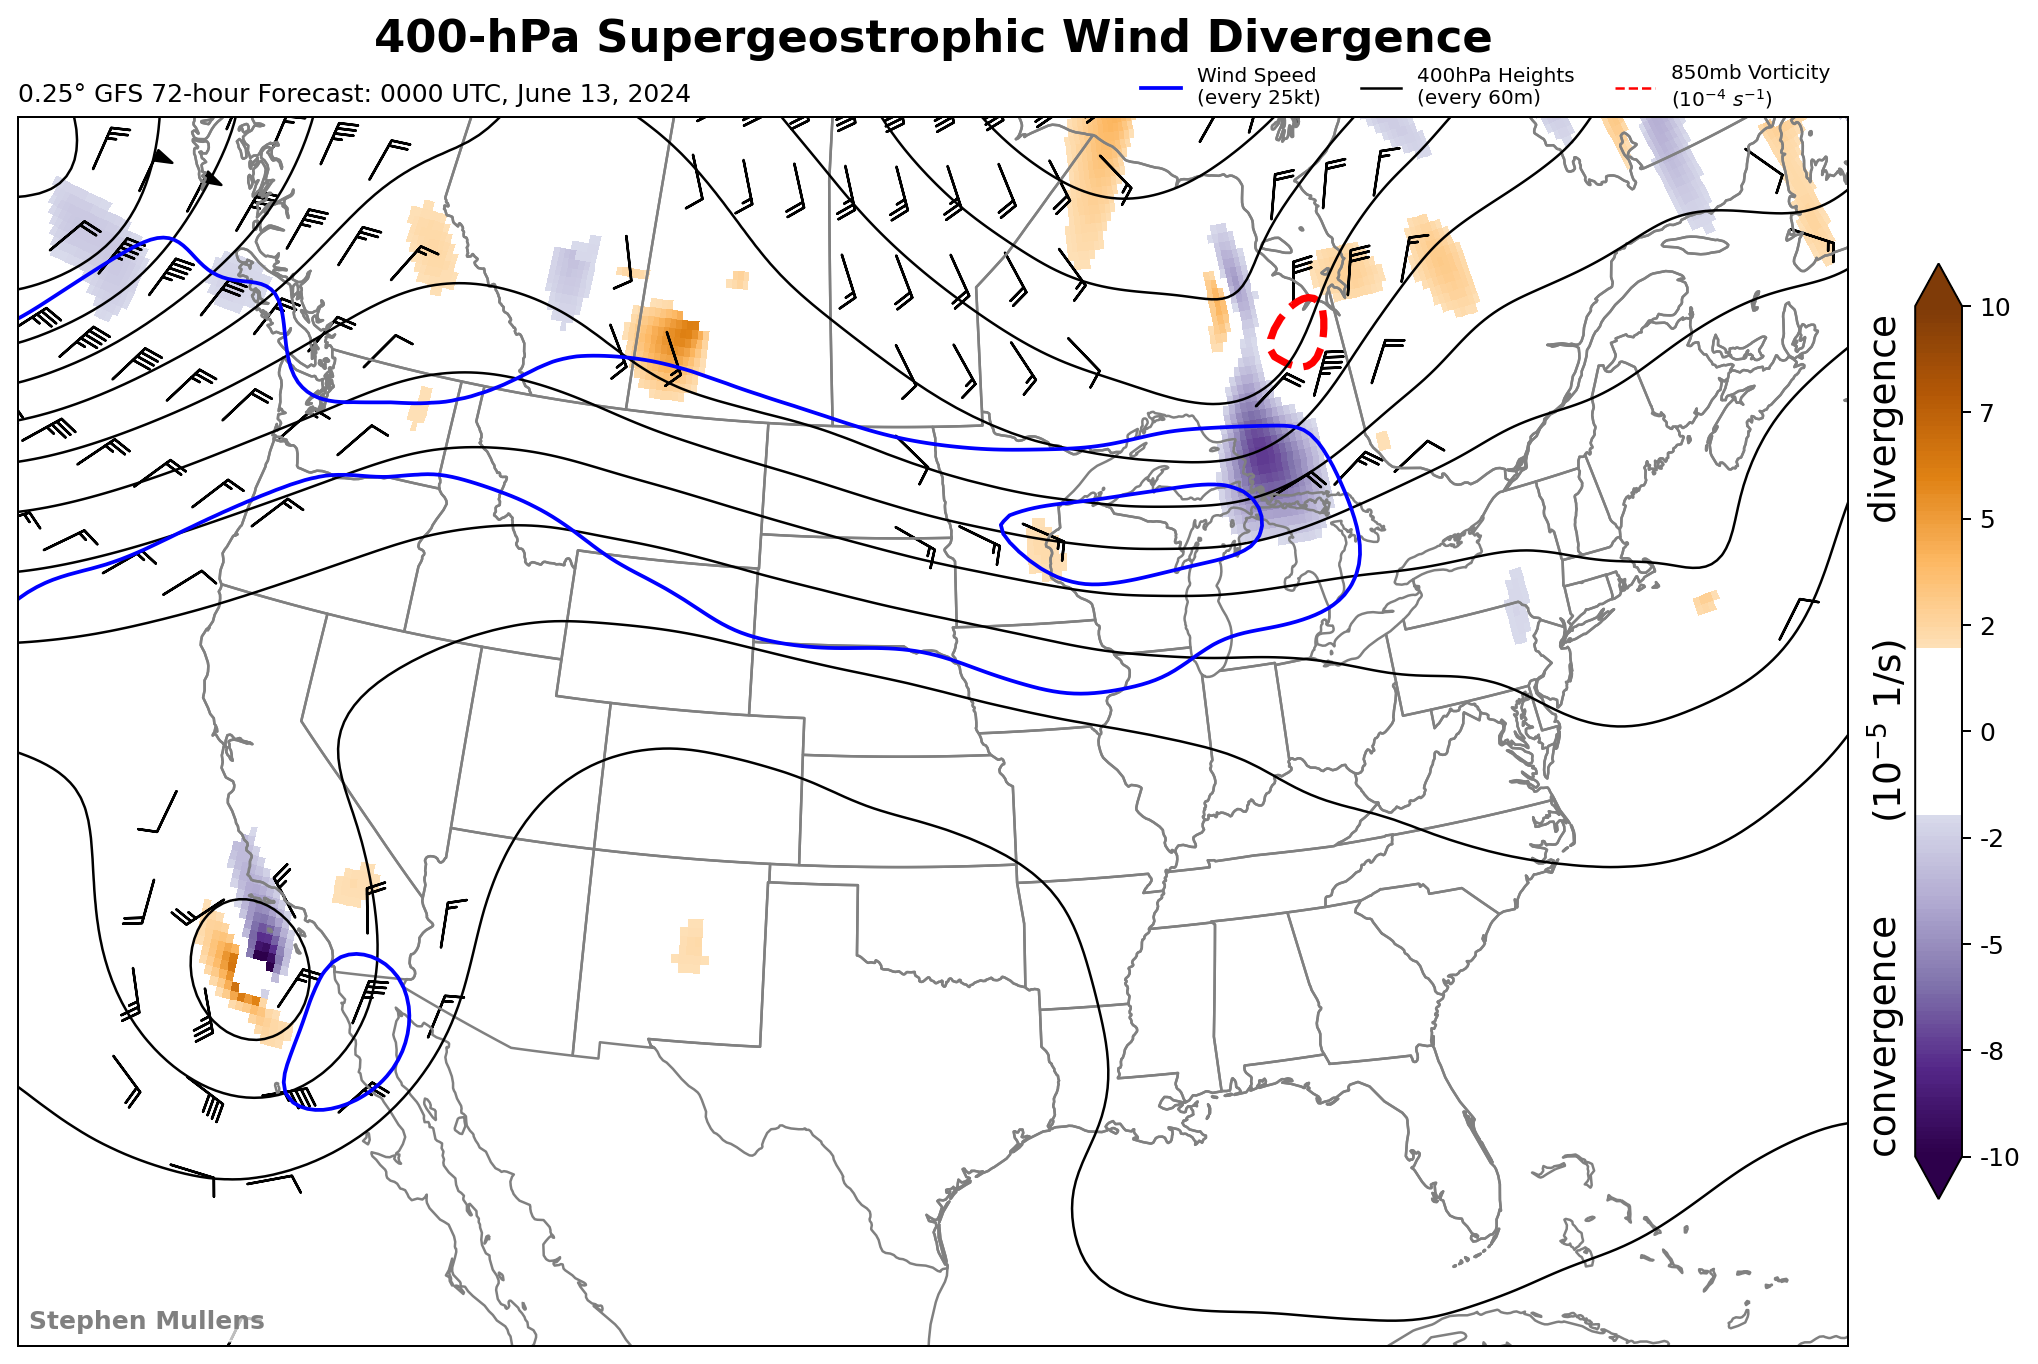 400-hPa Supergeostrophic Wind Divergence
0.25° GFS 72-hour Forecast: 0000 UTC, June 13, 2024
Wind Speed
(every 25kt)
400hPa Heights
(every 60m)
850mb Vorticity
(10⁻⁴ s⁻¹)
10
7
5
2
0
-2
-5
-8
-10
convergence (10⁻⁵ 1/s) divergence
Stephen Mullens